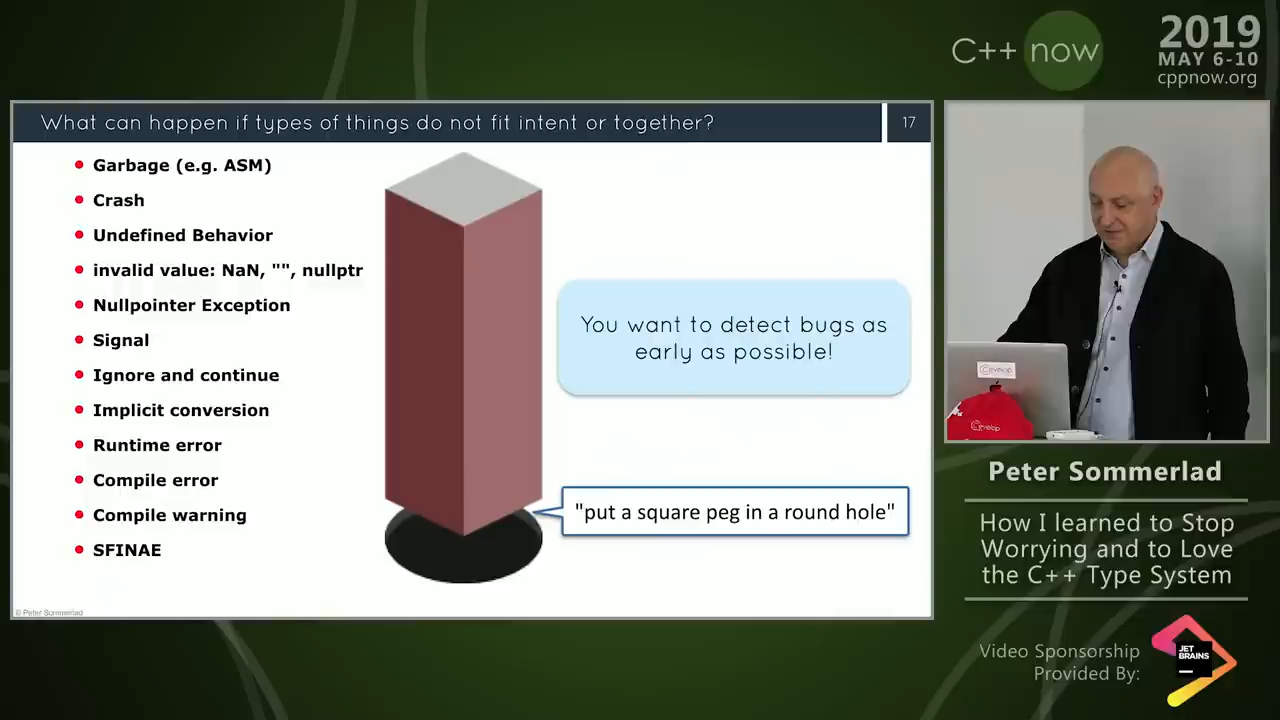 C++ now
2019
MAY 6-10
cppnow.org
What can happen if types of things do not fit intent or together?
17
Garbage (e.g. ASM)
Crash
Undefined Behavior
invalid value: NaN, "", nullptr
Nullpointer Exception
Signal
Ignore and continue
Implicit conversion
Runtime error
Compile error
Compile warning
SFINAE
You want to detect bugs as
early as possible!
"put a square peg in a round hole"
© Peter Sommerlad
Cevelop
Cevelop
Peter Sommerlad
How I learned to Stop
Worrying and to Love
the C++ Type System
Video Sponsorship
Provided By:
JET
BRAINS